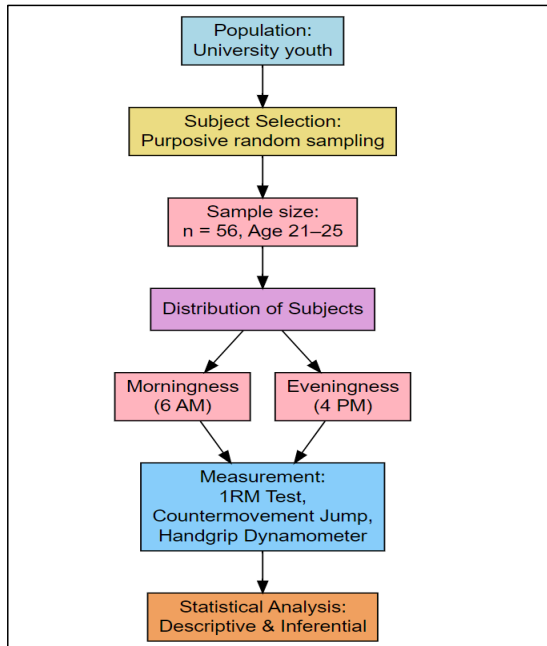 Population:
University youth
Subject Selection:
Purposive random sampling
Sample size:
n = 56, Age 21–25
Distribution of Subjects
Morningness
(6 AM)
Eveningness
(4 PM)
Measurement:
1RM Test,
Countermovement Jump,
Handgrip Dynamometer
Statistical Analysis:
Descriptive & Inferential